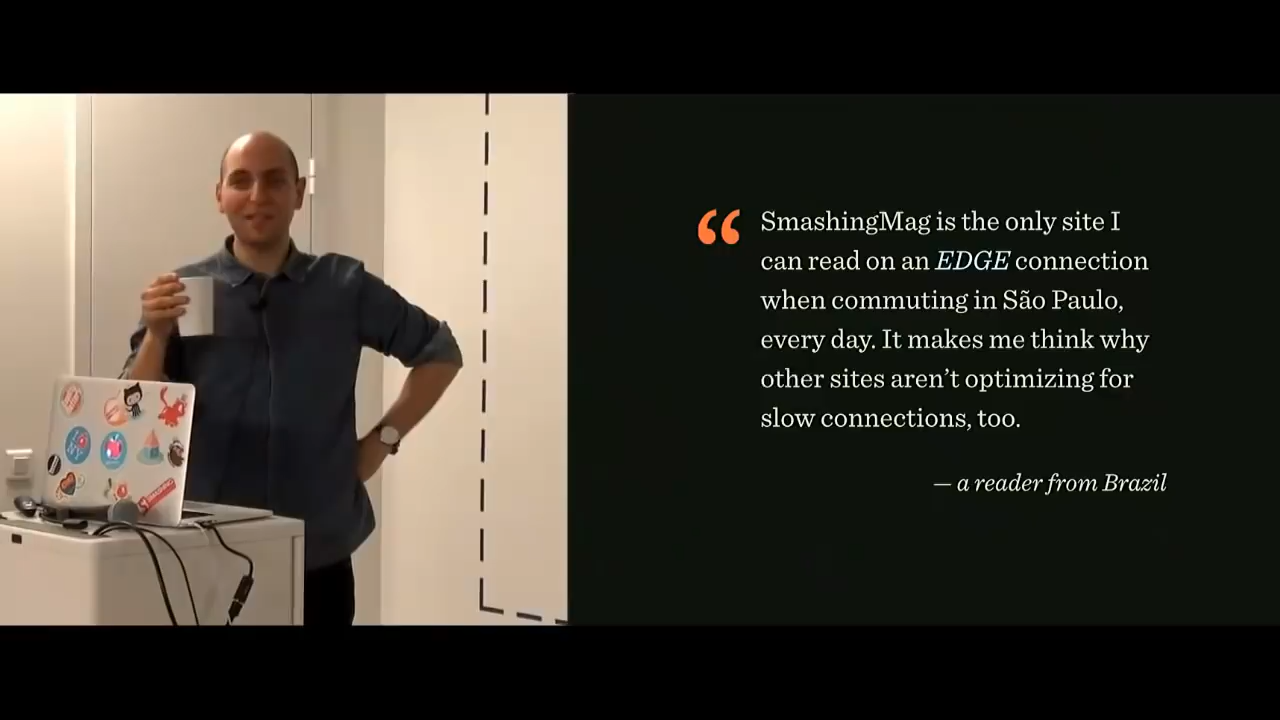 “ SmashingMag is the only site I
can read on an EDGE connection
when commuting in São Paulo,
every day. It makes me think why
other sites aren’t optimizing for
slow connections, too.
— a reader from Brazil